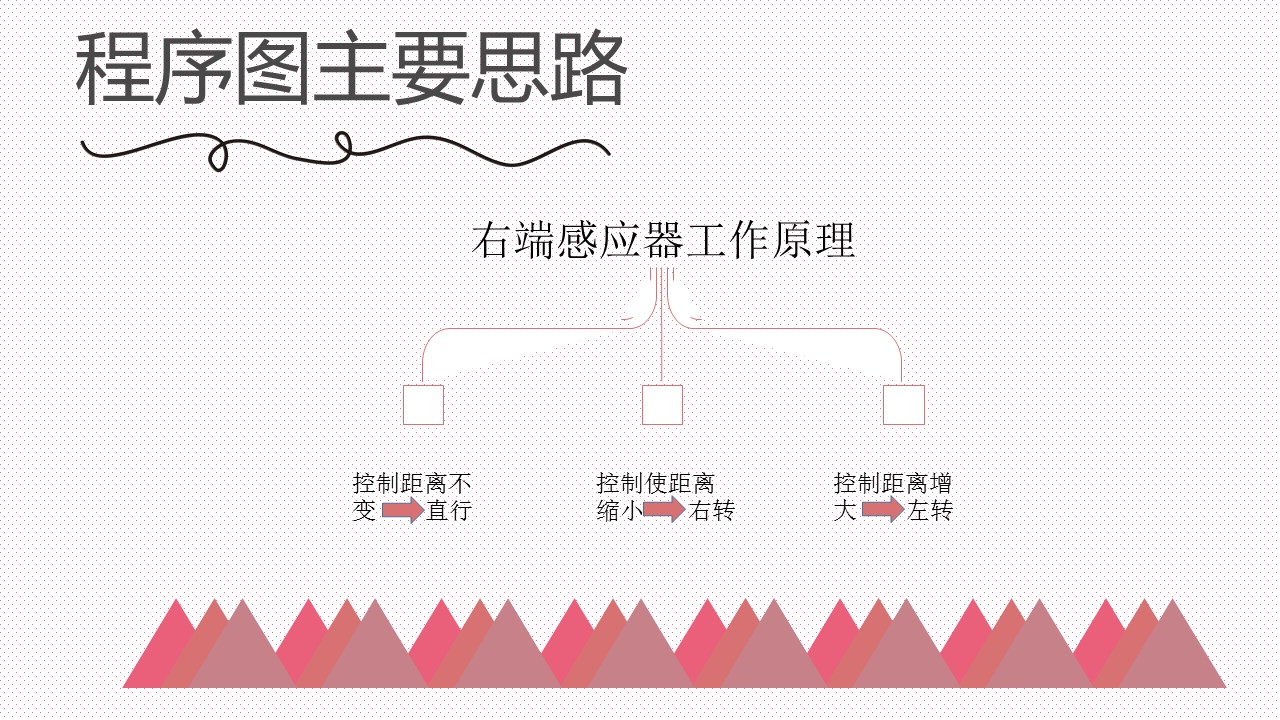 程序图主要思路
右端感应器工作原理
控制距离不
变 直行
控制使距离
缩小 右转
控制距离增
大 左转